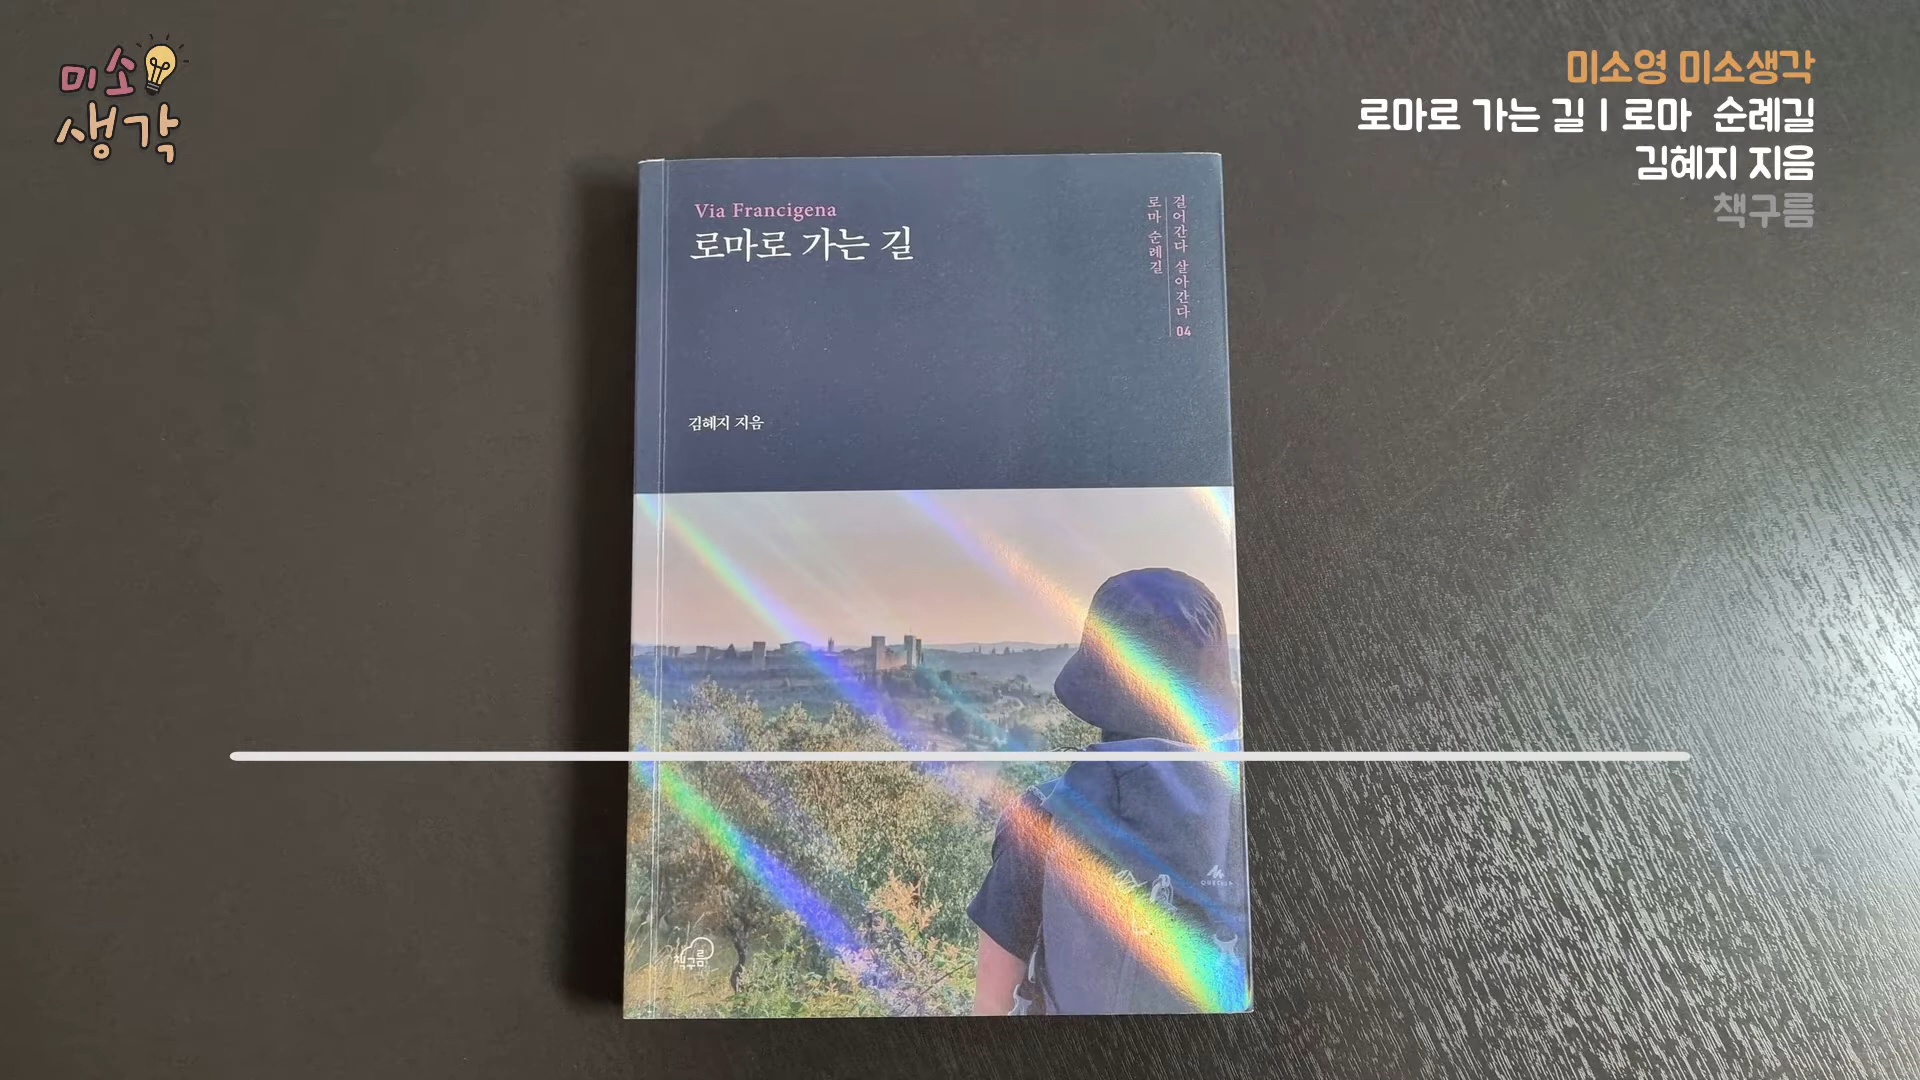 미소
생각
미소영 미소생각
로마로 가는 길 | 로마 순례길
김혜지 지음
책구름
Via Francigena
로마로 가는 길
걸어간다 살아간다 04
로마 순례길
김혜지 지음
책구름